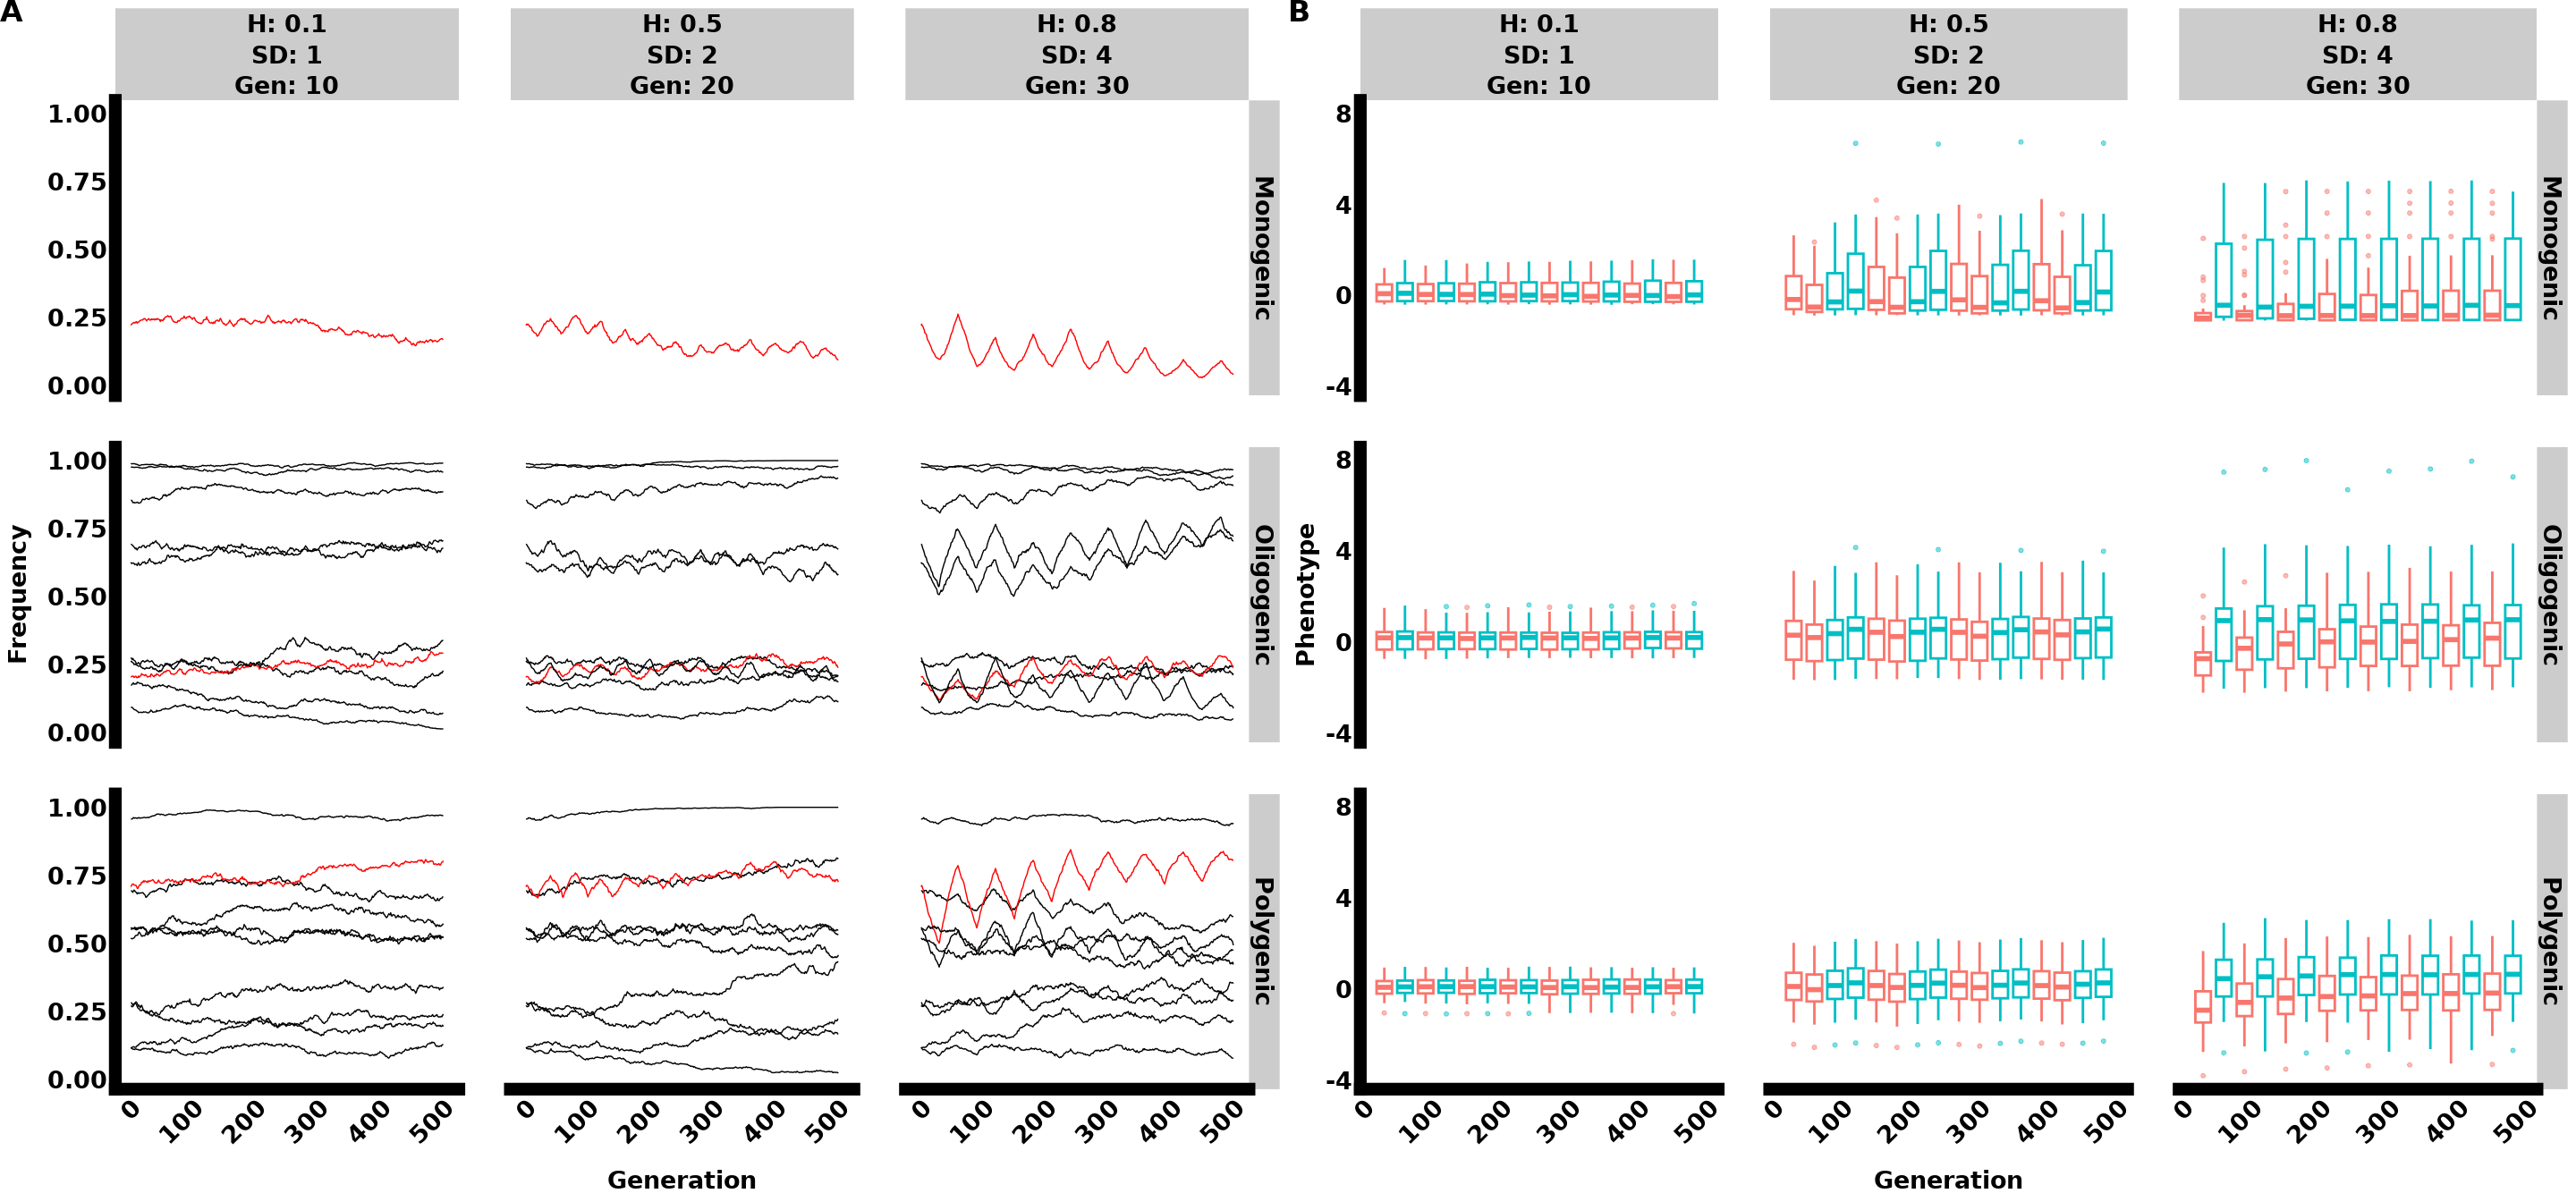 A
H: 0.1
SD: 1
Gen: 10
H: 0.5
SD: 2
Gen: 20
H: 0.8
SD: 4
Gen: 30
1.00
0.75
0.50
0.25
0.00
Monogenic
1.00
0.75
0.50
0.25
0.00
Oligogenic
1.00
0.75
0.50
0.25
0.00
Polygenic
Frequency
0
100
200
300
400
500
0
100
200
300
400
500
0
100
200
300
400
500
Generation
B
H: 0.1
SD: 1
Gen: 10
H: 0.5
SD: 2
Gen: 20
H: 0.8
SD: 4
Gen: 30
8
4
0
-4
Monogenic
8
4
0
-4
Oligogenic
8
4
0
-4
Polygenic
Phenotype
0
100
200
300
400
500
0
100
200
300
400
500
0
100
200
300
400
500
Generation